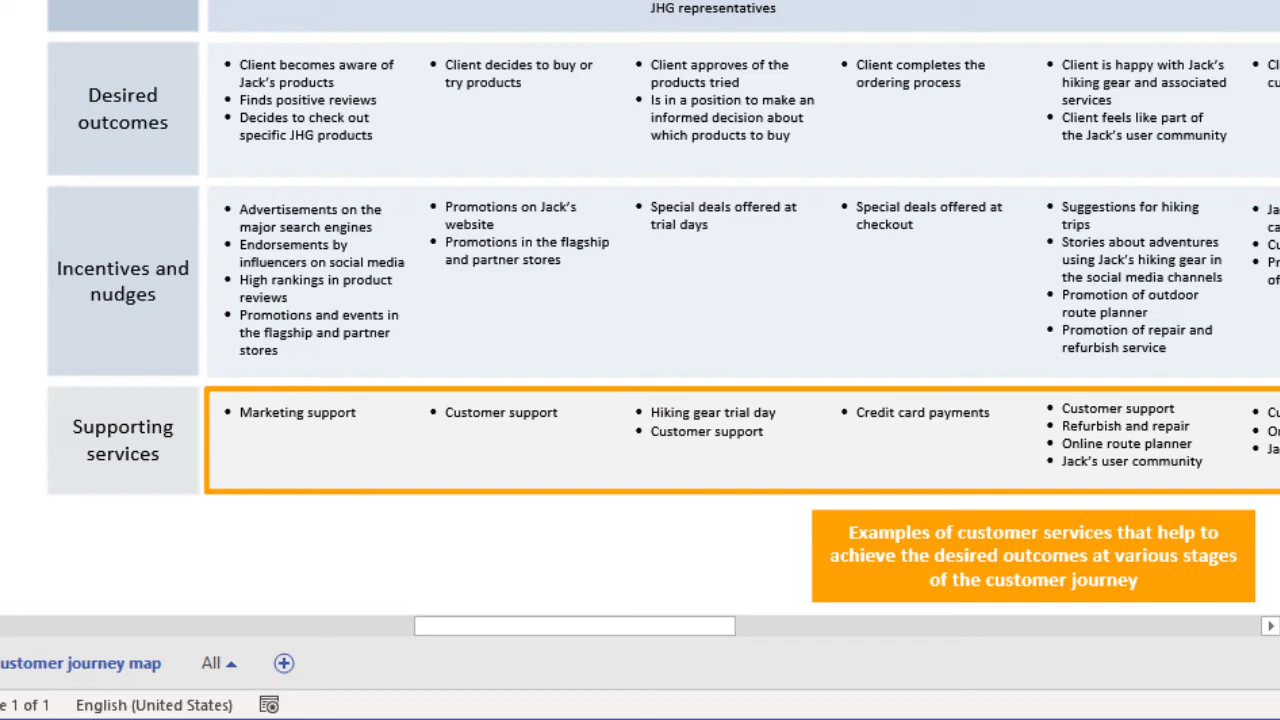 JHG representatives
Desired
outcomes
• Client becomes aware of
Jack's products
• Finds positive reviews
• Decides to check out
specific JHG products
• Client decides to buy or
try products
• Client approves of the
products tried
• Is in a position to make an
informed decision about
which products to buy
• Client completes the
ordering process
• Client is happy with Jack's
hiking gear and associated
services
• Client feels like part of
the Jack's user community
Incentives and
nudges
• Advertisements on the
major search engines
• Endorsements by
influencers on social media
• High rankings in product
reviews
• Promotions and events in
the flagship and partner
stores
• Promotions on Jack's
website
• Promotions in the flagship
and partner stores
• Special deals offered at
trial days
• Special deals offered at
checkout
• Suggestions for hiking
trips
• Stories about adventures
using Jack's hiking gear in
the social media channels
• Promotion of outdoor
route planner
• Promotion of repair and
refurbish service
Supporting
services
• Marketing support
• Customer support
• Hiking gear trial day
• Customer support
• Credit card payments
• Customer support
• Refurbish and repair
• Online route planner
• Jack's user community
Examples of customer services that help to
achieve the desired outcomes at various stages
of the customer journey
ustomer journey map All
e 1 of 1 English (United States)